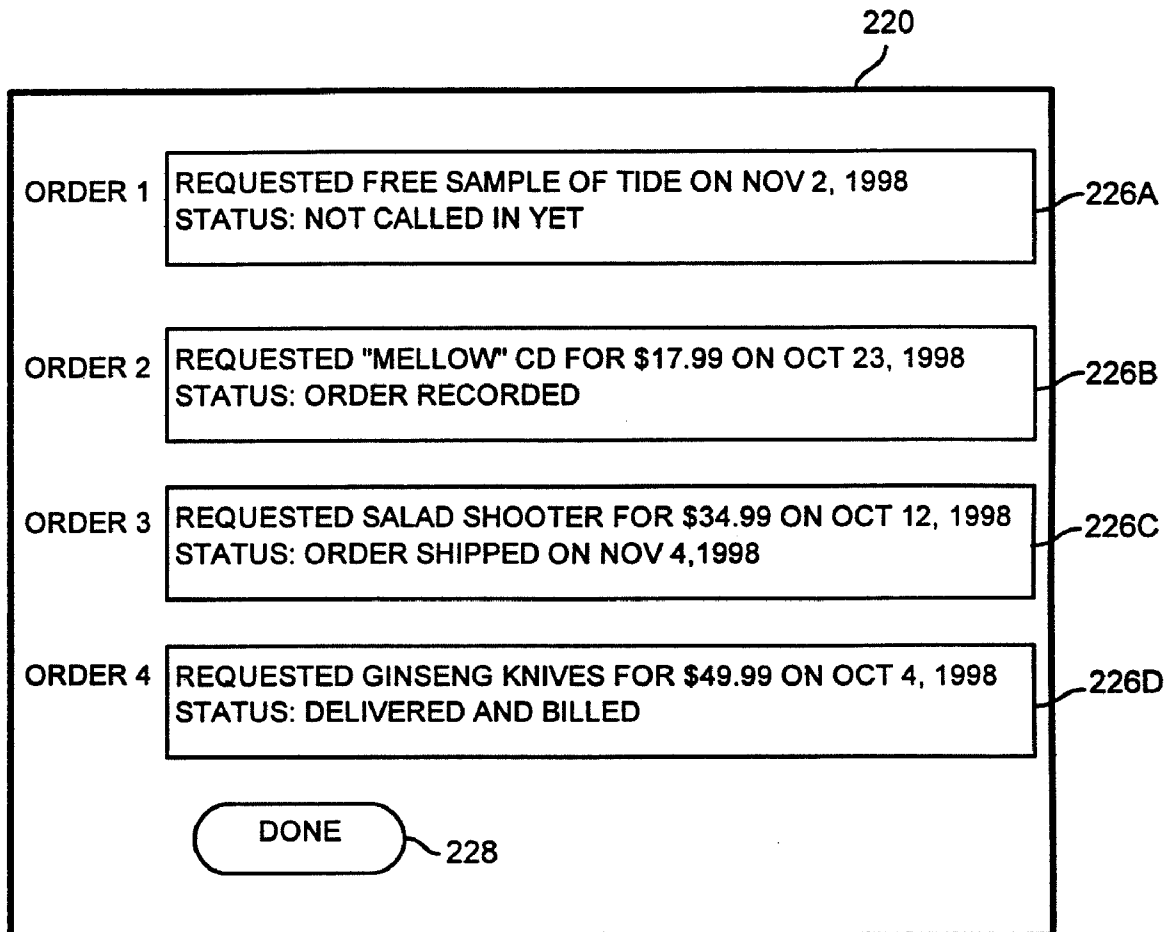 220
ORDER 1
REQUESTED FREE SAMPLE OF TIDE ON NOV 2, 1998
STATUS: NOT CALLED IN YET
226A
ORDER 2
REQUESTED "MELLOW" CD FOR $17.99 ON OCT 23, 1998
STATUS: ORDER RECORDED
226B
ORDER 3
REQUESTED SALAD SHOOTER FOR $34.99 ON OCT 12, 1998
STATUS: ORDER SHIPPED ON NOV 4,1998
226C
ORDER 4
REQUESTED GINSENG KNIVES FOR $49.99 ON OCT 4, 1998
STATUS: DELIVERED AND BILLED
226D
DONE
228